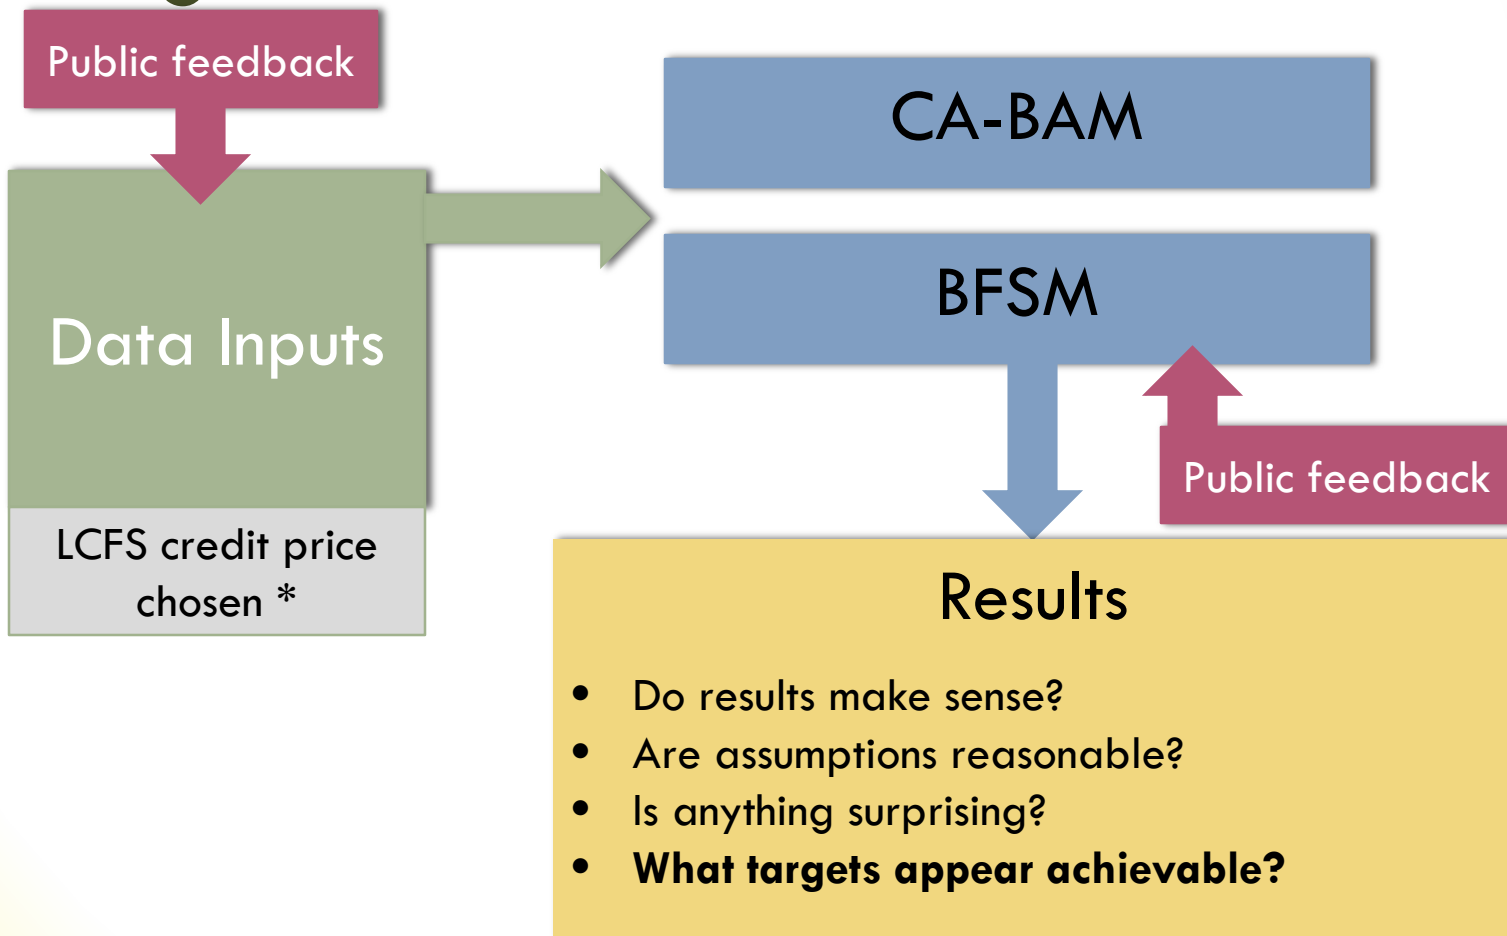 Public feedback
CA-BAM
BFSM
Data Inputs
LCFS credit price
chosen *
Public feedback
Results
• Do results make sense?
• Are assumptions reasonable?
• Is anything surprising?
• What targets appear achievable?